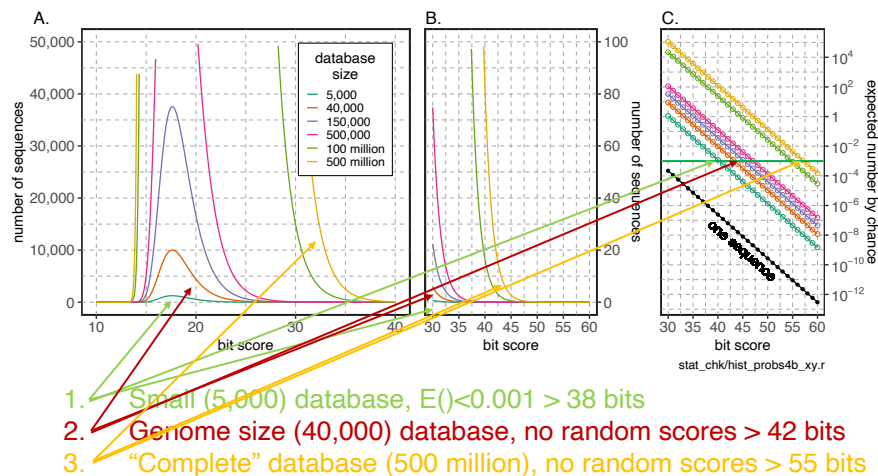 A.
B.
C.
50,000
40,000
30,000
20,000
10,000
0
number of sequences
database
size
5,000
40,000
150,000
500,000
100 million
500 million
10
20
30
40
bit score
100
80
60
40
20
0
number of sequences
30 35 40 45 50 55 60
bit score
10⁴
10²
1
10⁻²
10⁻⁴
10⁻⁶
10⁻⁸
10⁻¹⁰
10⁻¹²
expected number by chance
one sequence
30 35 40 45 50 55 60
bit score
stat_chk/hist_probs4b_xy.r
1. Small (5,000) database, E()<0.001 > 38 bits
2. Genome size (40,000) database, no random scores > 42 bits
3. “Complete” database (500 million), no random scores > 55 bits